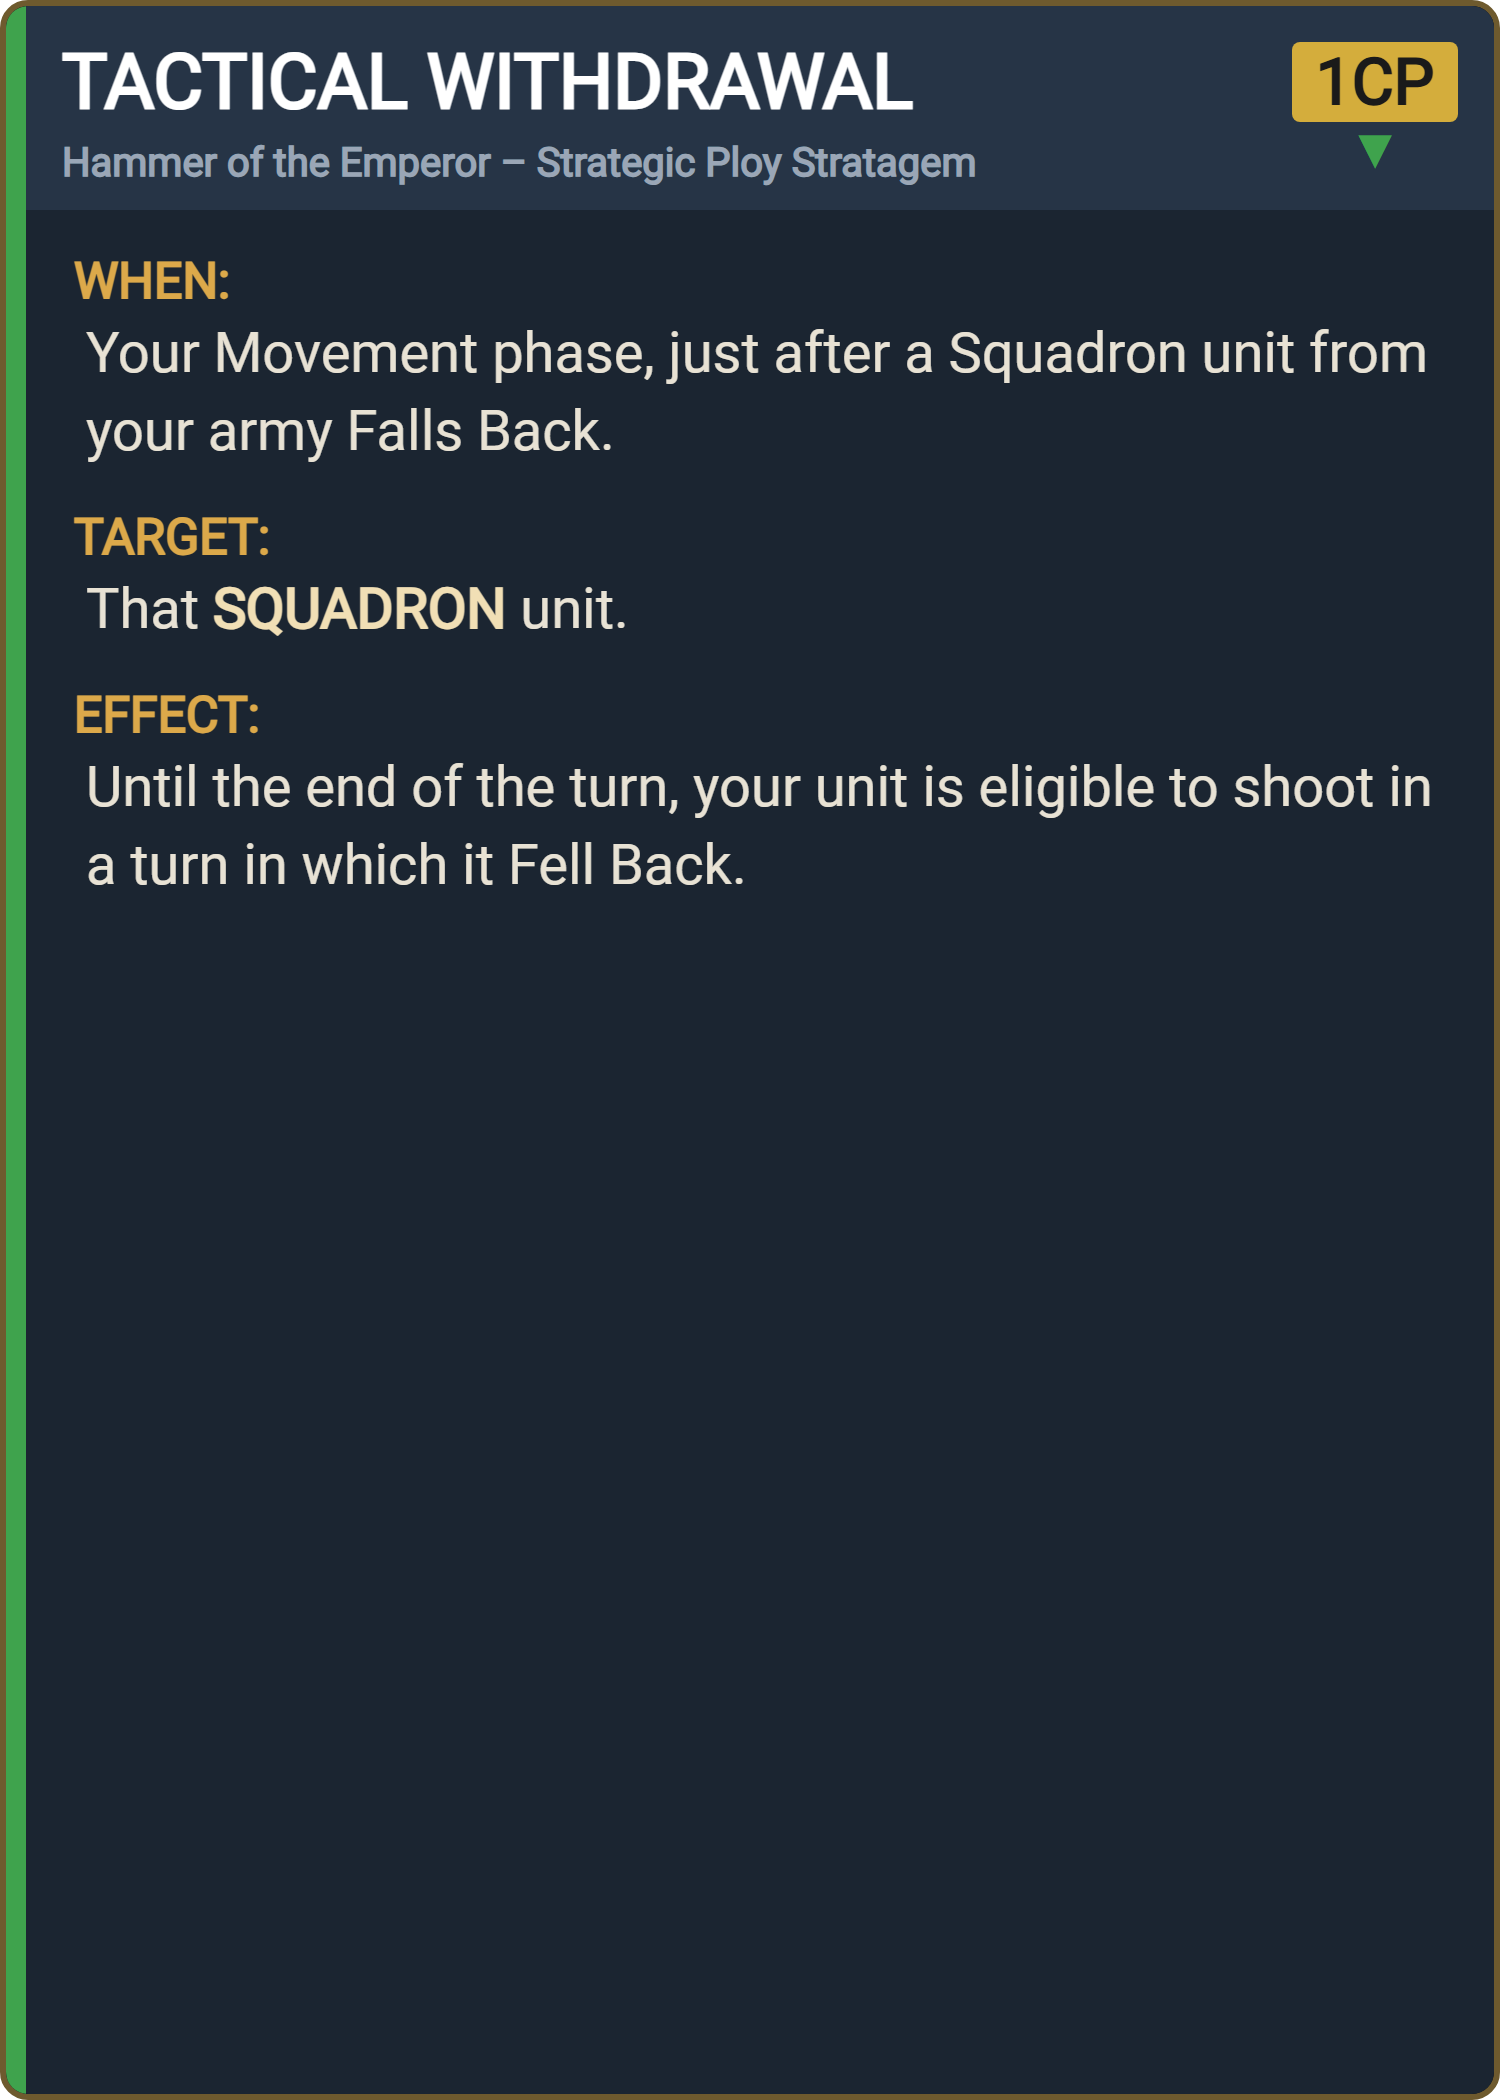 TACTICAL WITHDRAWAL
1CP
Hammer of the Emperor – Strategic Ploy Stratagem
WHEN:
Your Movement phase, just after a Squadron unit from
your army Falls Back.
TARGET:
That SQUADRON unit.
EFFECT:
Until the end of the turn, your unit is eligible to shoot in
a turn in which it Fell Back.